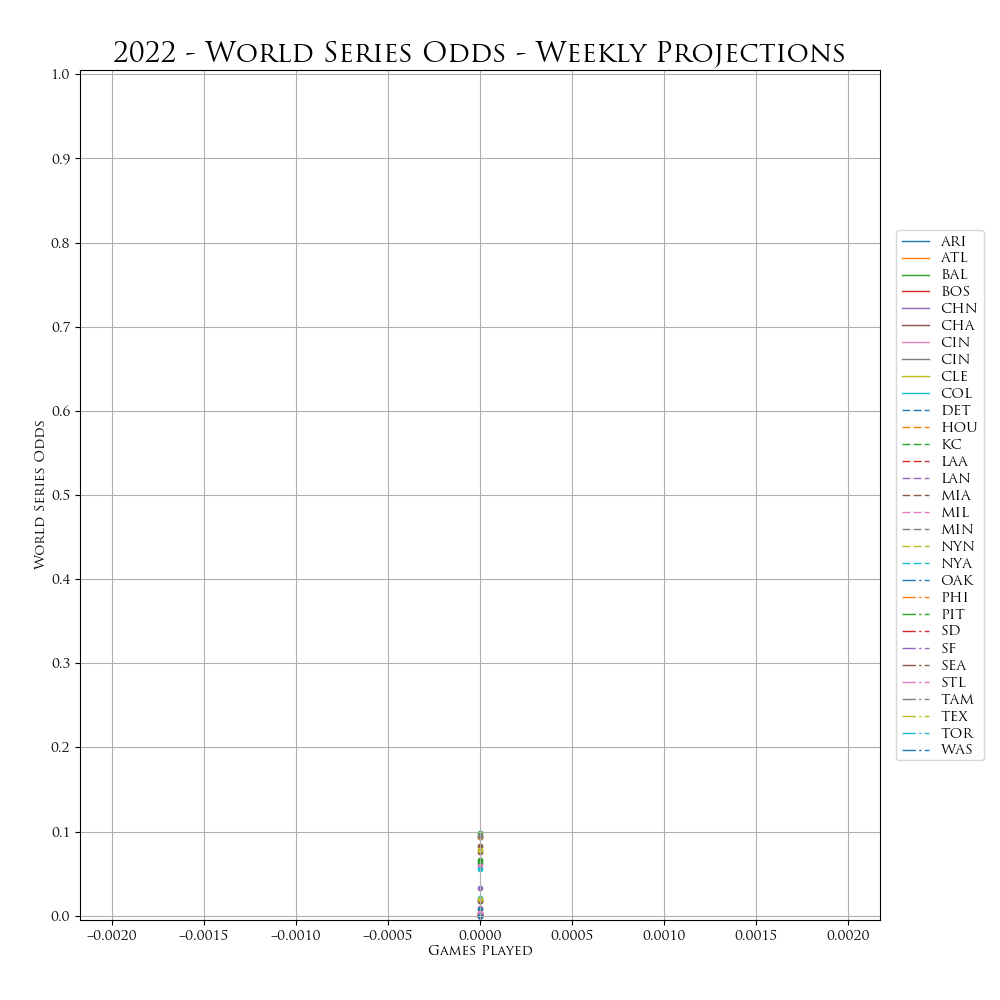 2022 - World Series Odds - Weekly Projections
1.0
0.9
0.8
0.7
0.6
0.5
0.4
0.3
0.2
0.1
0.0
World Series Odds
−0.0020 −0.0015 −0.0010 −0.0005 0.0000 0.0005 0.0010 0.0015 0.0020
Games Played
ARI
ATL
BAL
BOS
CHN
CHA
CIN
CIN
CLE
COL
DET
HOU
KC
LAA
LAN
MIA
MIL
MIN
NYN
NYA
OAK
PHI
PIT
SD
SF
SEA
STL
TAM
TEX
TOR
WAS